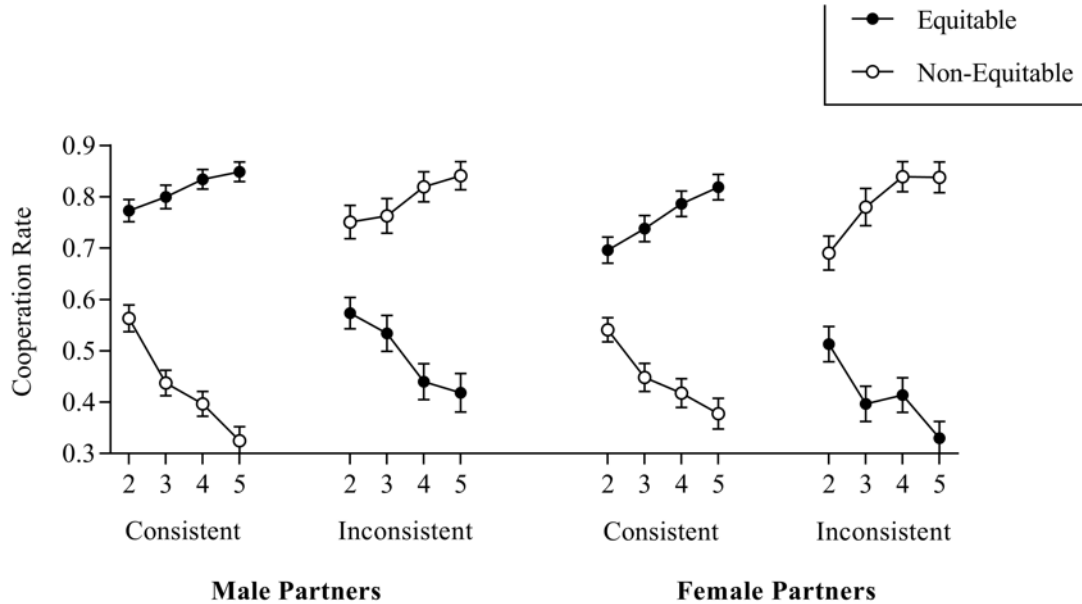 Equitable
Non-Equitable
Cooperation Rate
0.9
0.8
0.7
0.6
0.5
0.4
0.3
2 3 4 5 2 3 4 5 2 3 4 5 2 3 4 5
Consistent Inconsistent Consistent Inconsistent
Male Partners Female Partners